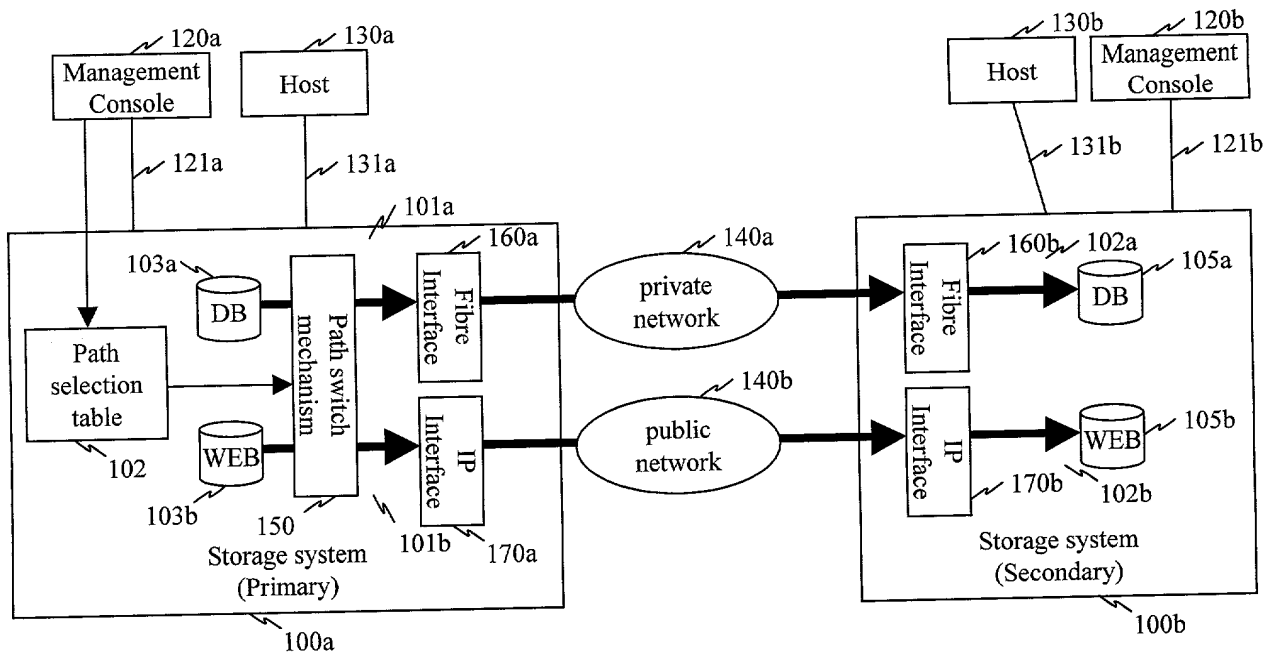 120a
130a
130b
120b
Management
Console
Host
Host
Management
Console
121a
131a
131b
121b
101a
160a
140a
160b
102a
103a
105a
DB
Path switch
mechanism
Fibre
Interface
private
network
Fibre
Interface
DB
Path
selection
table
140b
WEB
IP
Interface
public
network
IP
Interface
WEB
105b
102
103b
150
101b
170a
170b
102b
Storage system
(Primary)
Storage system
(Secondary)
100a
100b